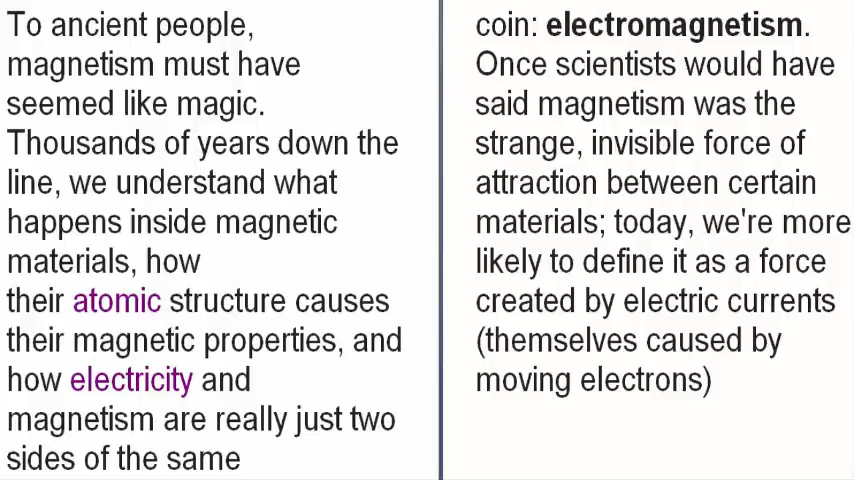 To ancient people,
magnetism must have
seemed like magic.
Thousands of years down the
line, we understand what
happens inside magnetic
materials, how
their atomic structure causes
their magnetic properties, and
how electricity and
magnetism are really just two
sides of the same
coin: electromagnetism.
Once scientists would have
said magnetism was the
strange, invisible force of
attraction between certain
materials; today, we're more
likely to define it as a force
created by electric currents
(themselves caused by
moving electrons)